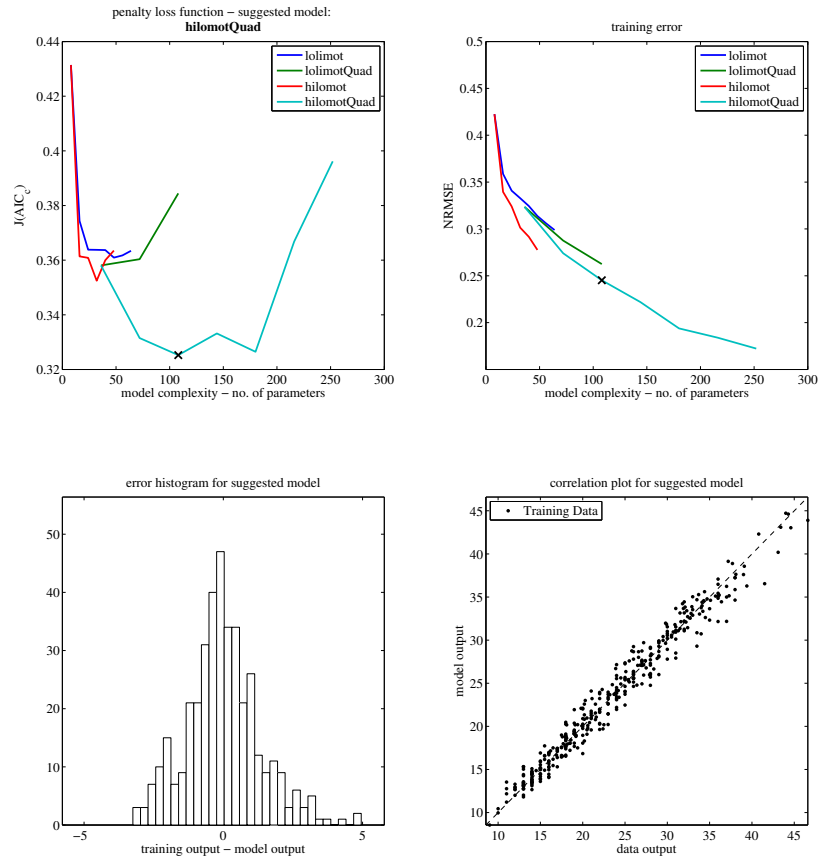 penalty loss function − suggested model:
hilomotQuad
0.44
0.42
0.4
0.38
0.36
0.34
0.32
J(AIC_c)
0
50
100
150
200
250
300
model complexity − no. of parameters
lolimot
lolimotQuad
hilomot
hilomotQuad
training error
0.5
0.45
0.4
0.35
0.3
0.25
0.2
NRMSE
0
50
100
150
200
250
300
model complexity − no. of parameters
lolimot
lolimotQuad
hilomot
hilomotQuad
error histogram for suggested model
50
40
30
20
10
0
−5
0
5
training output − model output
correlation plot for suggested model
Training Data
45
40
35
30
25
20
15
10
model output
10
15
20
25
30
35
40
45
data output